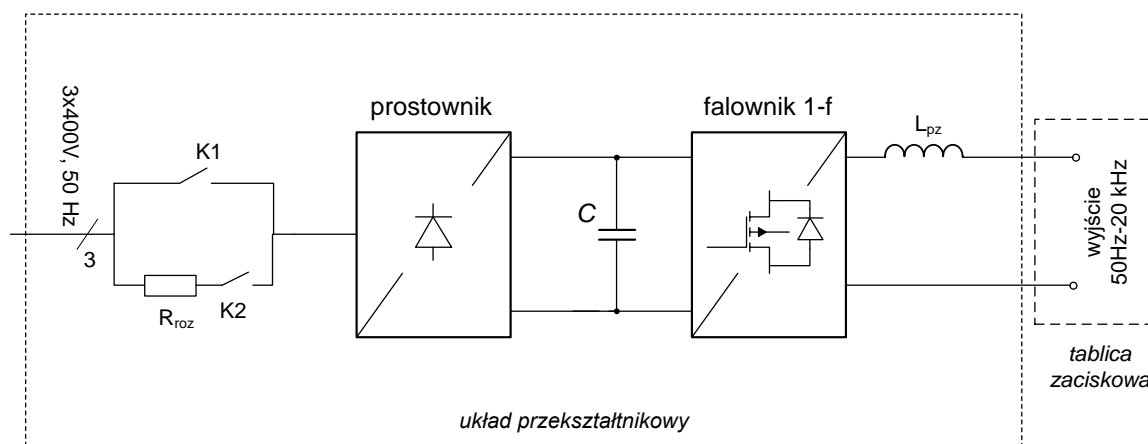 3x400V, 50 Hz
3
K1
R_roz
K2
prostownik
C
falownik 1-f
L_pz
wyjście
50Hz-20 kHz
tablica
zaciskowa
układ przekształtnikowy